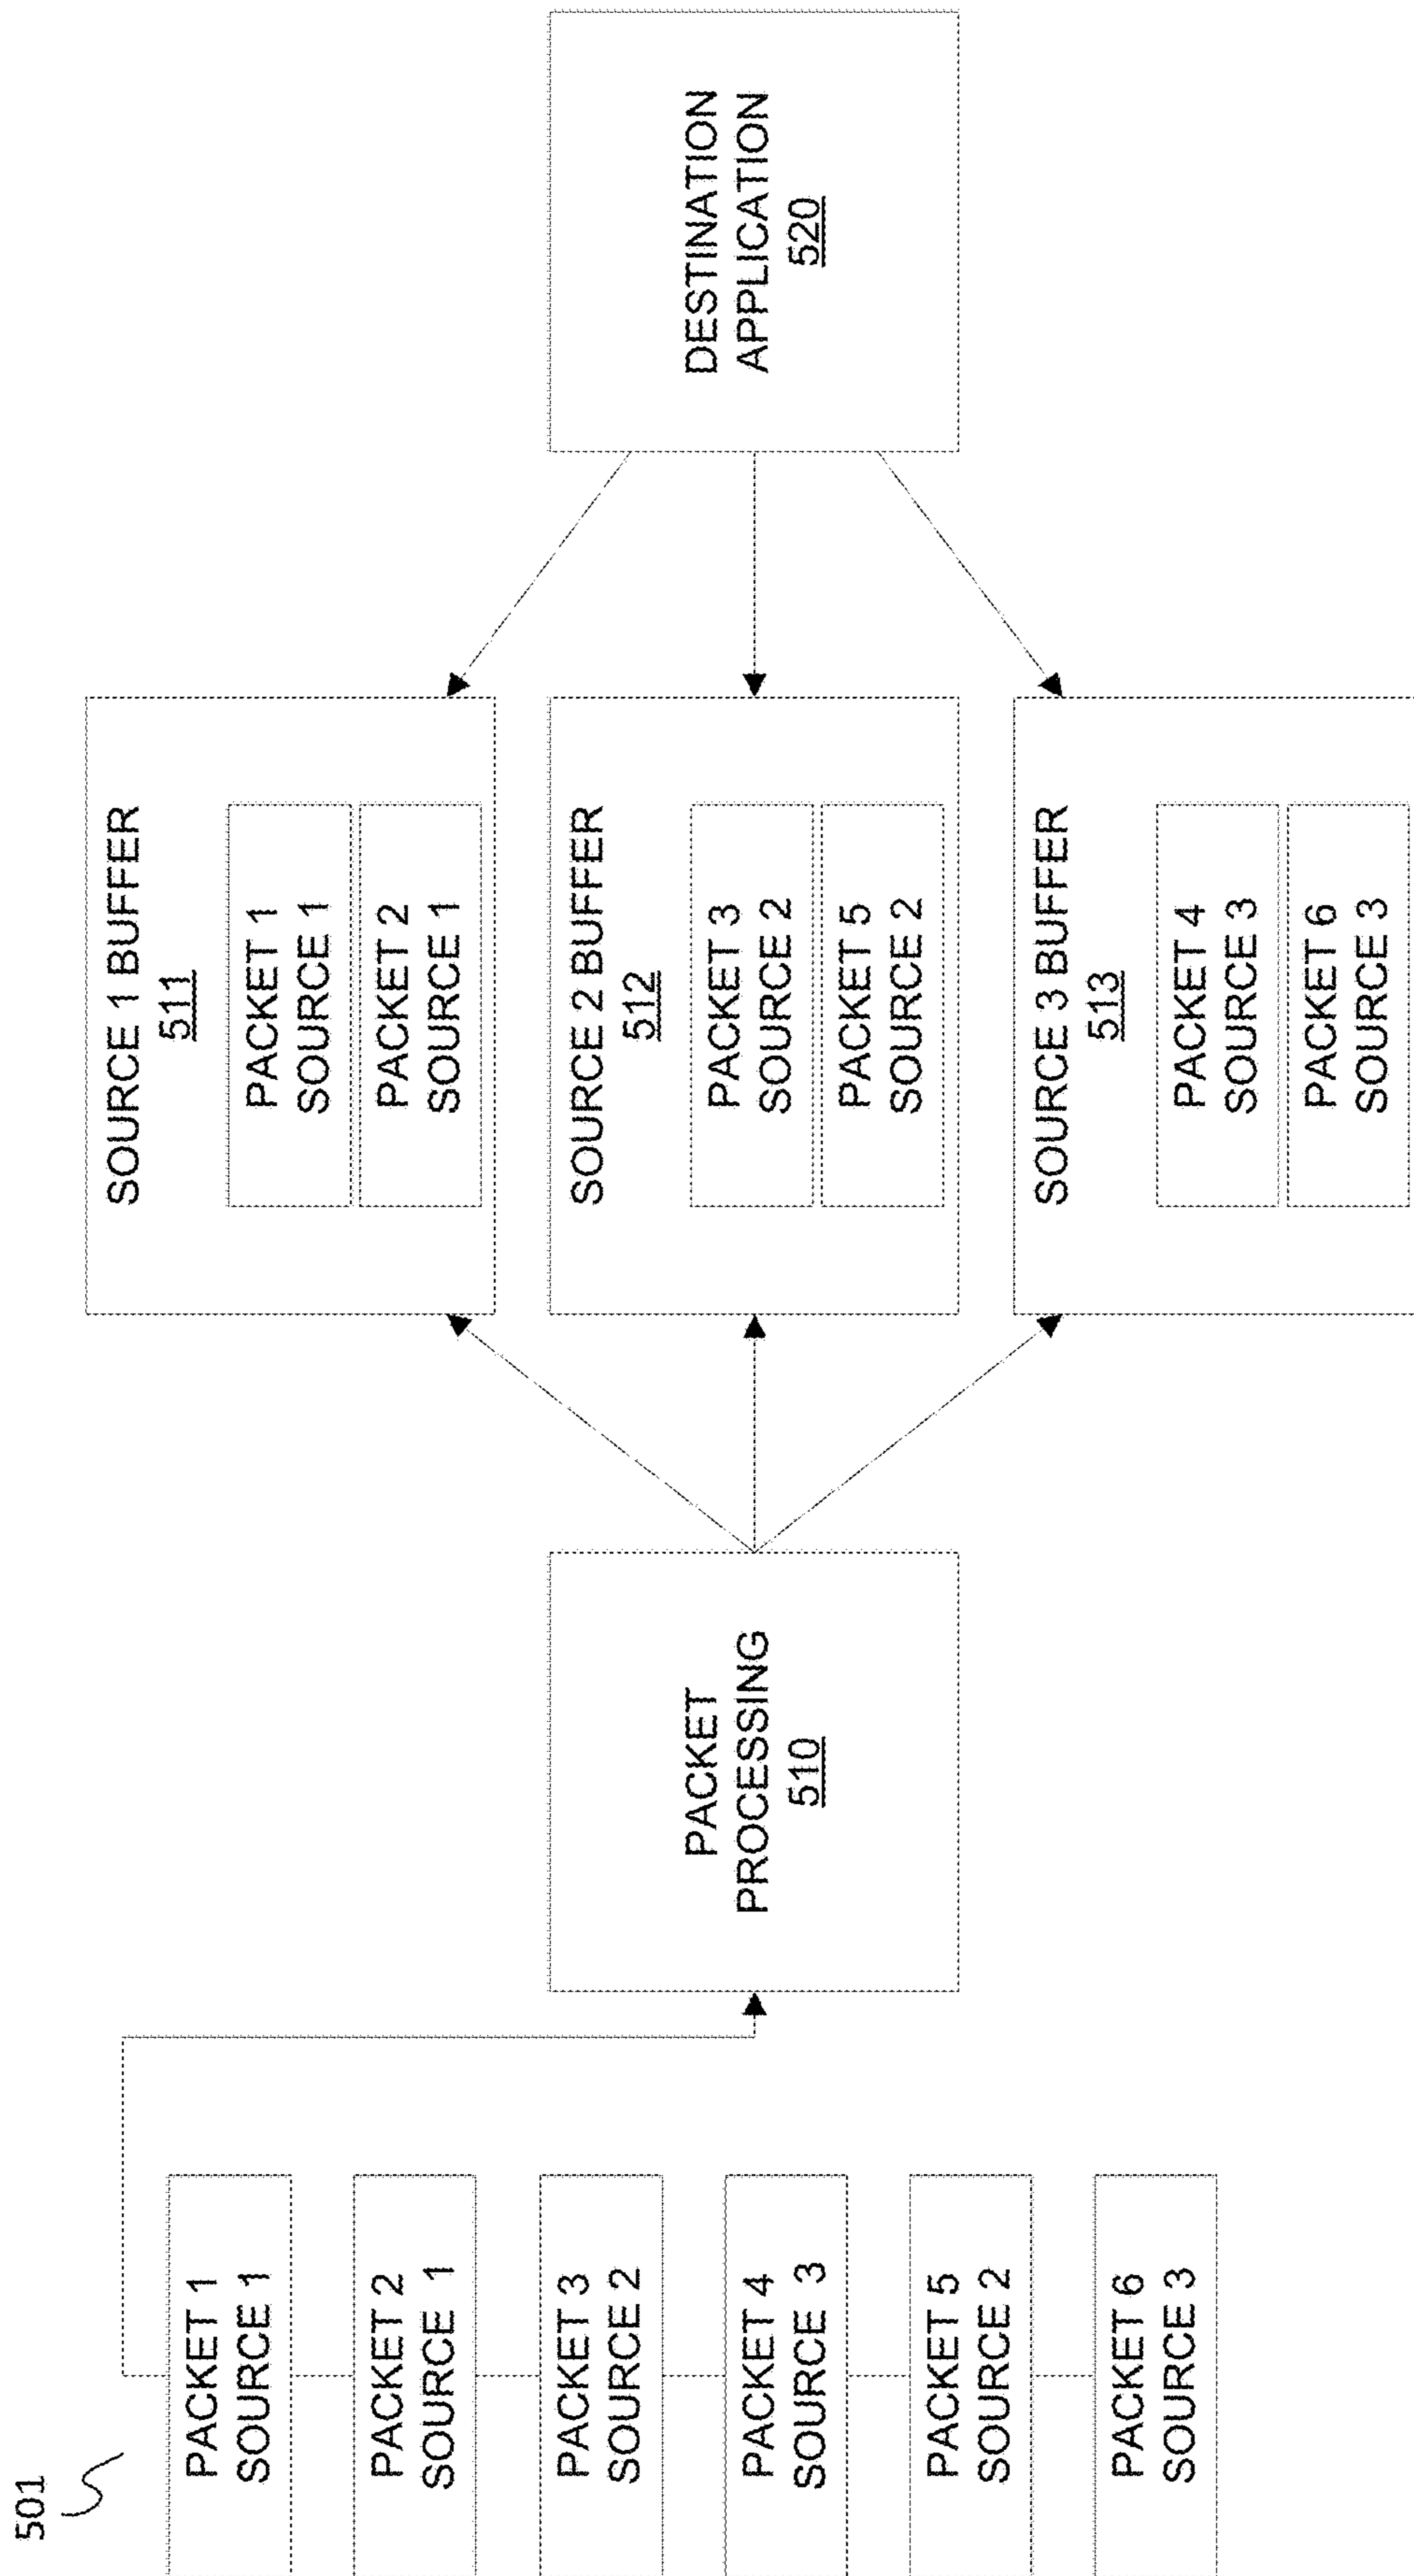 501
PACKET 1
SOURCE 1
PACKET 2
SOURCE 1
PACKET 3
SOURCE 2
PACKET 4
SOURCE 3
PACKET 5
SOURCE 2
PACKET 6
SOURCE 3
PACKET
PROCESSING
510
SOURCE 1 BUFFER
511
PACKET 1
SOURCE 1
PACKET 2
SOURCE 1
SOURCE 2 BUFFER
512
PACKET 3
SOURCE 2
PACKET 5
SOURCE 2
SOURCE 3 BUFFER
513
PACKET 4
SOURCE 3
PACKET 6
SOURCE 3
DESTINATION
APPLICATION
520